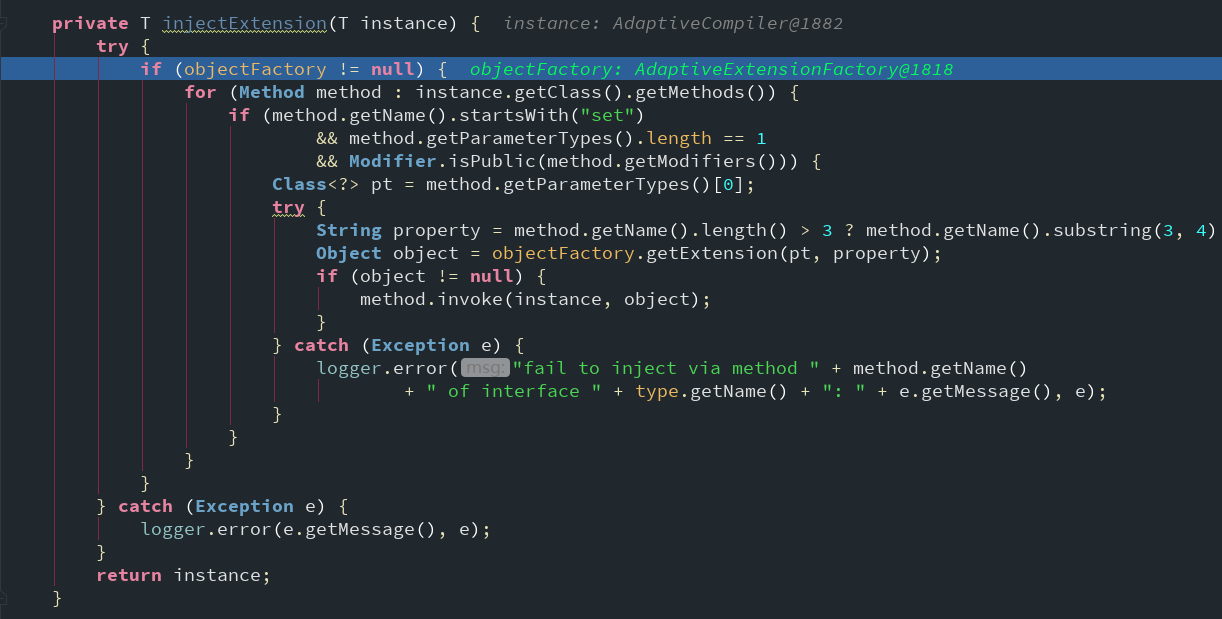 private T injectExtension(T instance) {  instance: AdaptiveCompiler@1882
    try {
        if (objectFactory != null) {  objectFactory: AdaptiveExtensionFactory@1818
            for (Method method : instance.getClass().getMethods()) {
                if (method.getName().startsWith("set")
                        && method.getParameterTypes().length == 1
                        && Modifier.isPublic(method.getModifiers())) {
                    Class<?> pt = method.getParameterTypes()[0];
                    try {
                        String property = method.getName().length() > 3 ? method.getName().substring(3, 4)
                        Object object = objectFactory.getExtension(pt, property);
                        if (object != null) {
                            method.invoke(instance, object);
                        }
                    } catch (Exception e) {
                        logger.error( msg: "fail to inject via method " + method.getName()
                                + " of interface " + type.getName() + ": " + e.getMessage(), e);
                    }
                }
            }
        }
    } catch (Exception e) {
        logger.error(e.getMessage(), e);
    }
    return instance;
}